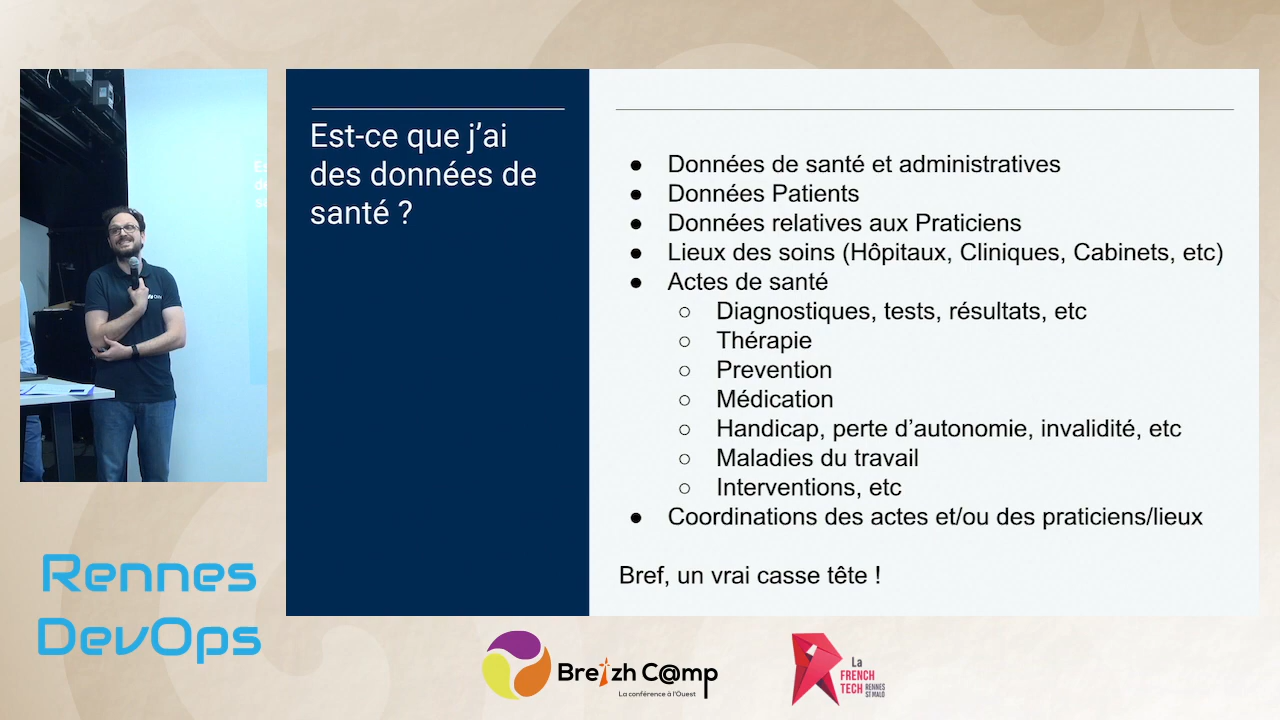 Est-ce que j’ai
des données de
santé ?
● Données de santé et administratives
● Données Patients
● Données relatives aux Praticiens
● Lieux des soins (Hôpitaux, Cliniques, Cabinets, etc)
● Actes de santé
○ Diagnostiques, tests, résultats, etc
○ Thérapie
○ Prevention
○ Médication
○ Handicap, perte d’autonomie, invalidité, etc
○ Maladies du travail
○ Interventions, etc
● Coordinations des actes et/ou des praticiens/lieux
Bref, un vrai casse tête !
Rennes
DevOps
Breizh C@mp
La conférence à l'Ouest
La
FRENCH
TECH
RENNES
ST MALO